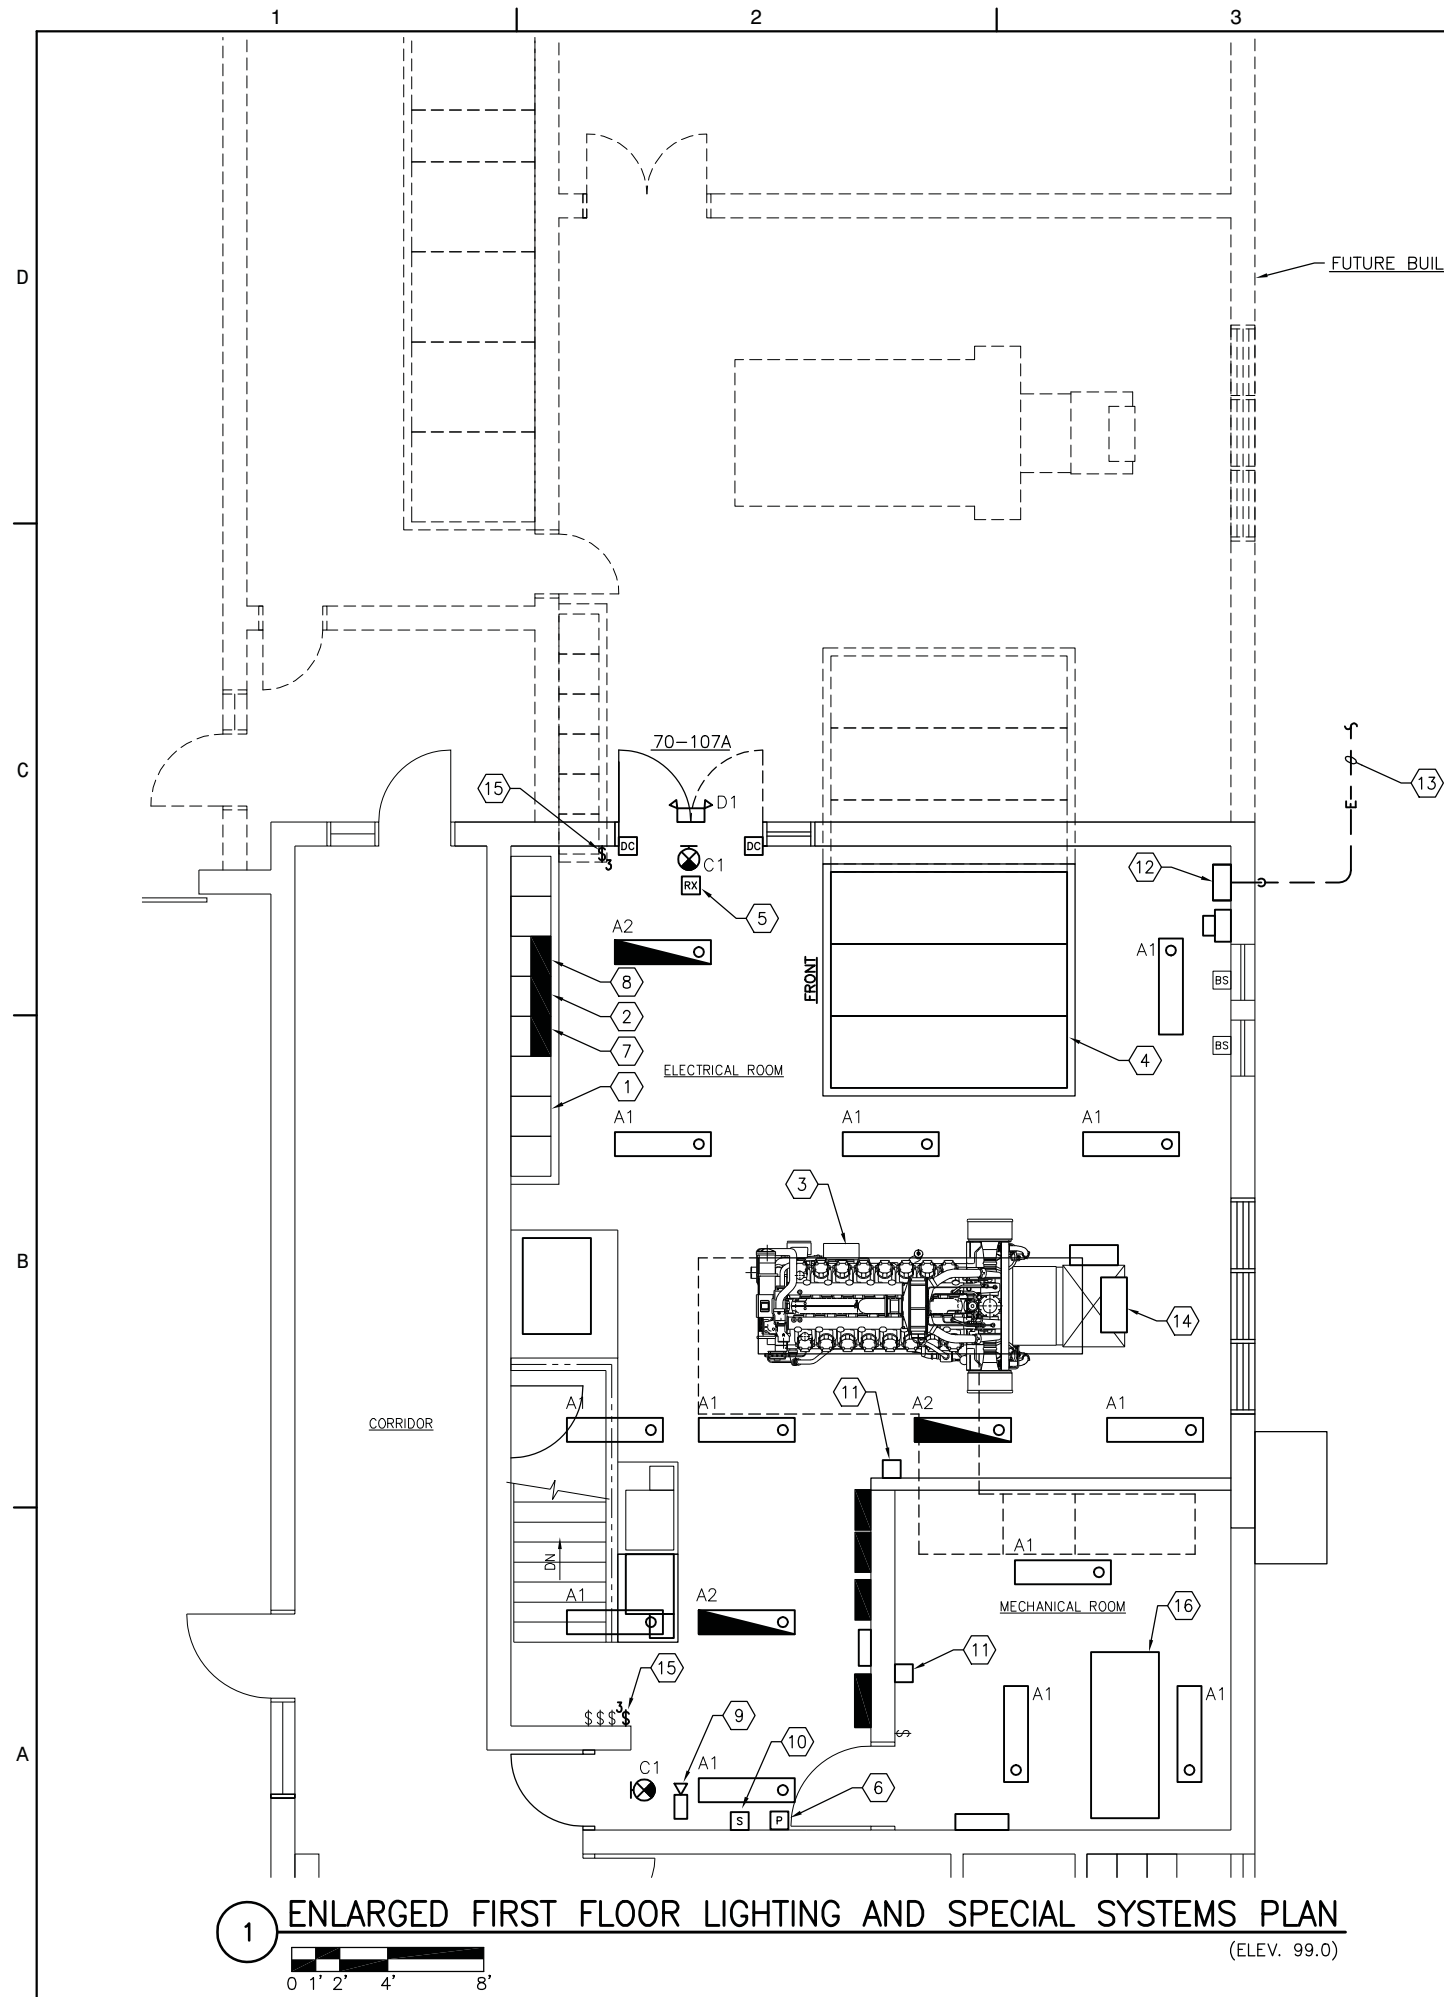 1 2 3
D
FUTURE BUIL
C
70-107A
15
D1
13
$3
DC
DC
C1
12
RX
5
A2
A1
FRONT
8
BS
2
7
BS
4
ELECTRICAL ROOM
1
A1
A1
A1
3
B
14
11
A1
A1
A2
A1
CORRIDOR
DN
A1
A1
A2
MECHANICAL ROOM
16
11
15
A1
A1
$ $ $ 3$
9
$
10
A
C1
A1
6
S
P
1
ENLARGED FIRST FLOOR LIGHTING AND SPECIAL SYSTEMS PLAN
(ELEV. 99.0)
0 1' 2' 4' 8'
E